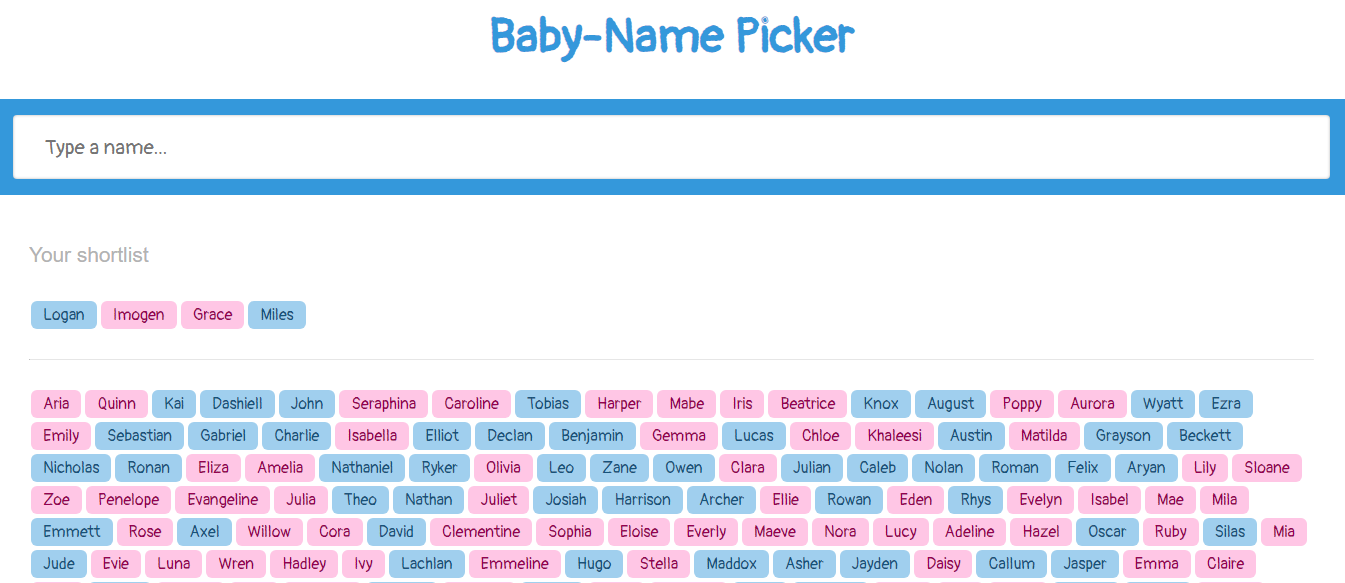 Baby-Name Picker
Type a name...
Your shortlist
Logan Imogen Grace Miles
Aria Quinn Kai Dashiell John Seraphina Caroline Tobias Harper Mabe Iris Beatrice Knox August Poppy Aurora Wyatt Ezra
Emily Sebastian Gabriel Charlie Isabella Elliot Declan Benjamin Gemma Lucas Chloe Khaleesi Austin Matilda Grayson Beckett
Nicholas Ronan Eliza Amelia Nathaniel Ryker Olivia Leo Zane Owen Clara Julian Caleb Nolan Roman Felix Aryan Lily Sloane
Zoe Penelope Evangeline Julia Theo Nathan Juliet Josiah Harrison Archer Ellie Rowan Eden Rhys Evelyn Isabel Mae Mila
Emmett Rose Axel Willow Cora David Clementine Sophia Eloise Everly Maeve Nora Lucy Adeline Hazel Oscar Ruby Silas Mia
Jude Evie Luna Wren Hadley Ivy Lachlan Emmeline Hugo Stella Maddox Asher Jayden Daisy Callum Jasper Emma Claire